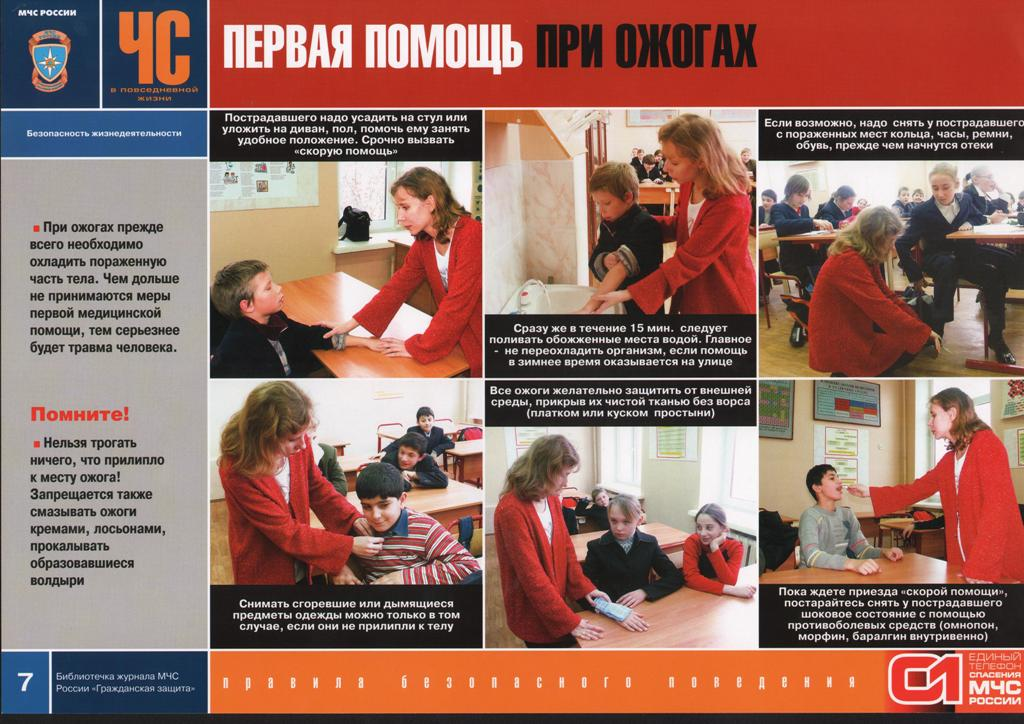 МЧС РОССИИ
ЧС
в повседневной
жизни
ПЕРВАЯ ПОМОЩЬ ПРИ ОЖОГАХ
Безопасность жизнедеятельности
При ожогах прежде
всего необходимо
охладить пораженную
часть тела. Чем дольше
не принимаются меры
первой медицинской
помощи, тем серьезнее
будет травма человека.
Помните!
Нельзя трогать
ничего, что прилипло
к месту ожога!
Запрещается также
смазывать ожоги
кремами, лосьонами,
прокалывать
образовавшиеся
волдыри
Пострадавшего надо усадить на стул или
уложить на диван, пол, помочь ему занять
удобное положение. Срочно вызвать
«скорую помощь»
Сразу же в течение 15 мин. следует
поливать обожженные места водой. Главное
- не переохладить организм, если помощь
в зимнее время оказывается на улице
Если возможно, надо снять у пострадавшего
с пораженных мест кольца, часы, ремни,
обувь, прежде чем начнутся отеки
Снимать сгоревшие или дымящиеся
предметы одежды можно только в том
случае, если они не прилипли к телу
Все ожоги желательно защитит от внешней
среды, прикрыв их чистой тканью без ворса
(платком или куском простыни)
Пока ждете приезда «скорой помощи»,
постарайтесь снять у пострадавшего
шоковое состояние с помощью
противоболевых средств (омнопон,
морфин, баралгин внутривенно)
7
Библиотечка журнала МЧС
России «Гражданская защита»
правила безопасного поведения
01
ЕДИНЫЙ
ТЕЛЕФОН
СПАСЕНИЯ
МЧС
РОССИИ